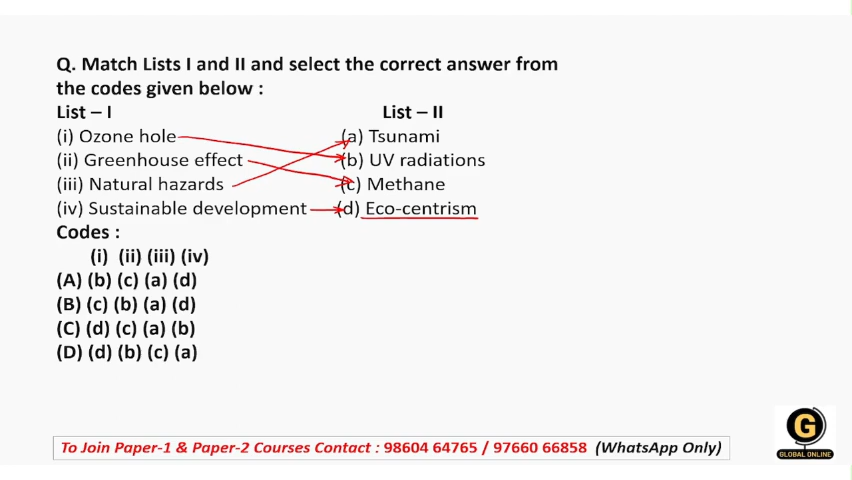 Q. Match Lists I and II and select the correct answer from
the codes given below :
List – I List – II
(i) Ozone hole (a) Tsunami
(ii) Greenhouse effect (b) UV radiations
(iii) Natural hazards (c) Methane
(iv) Sustainable development (d) Eco-centrism
Codes :
(i) (ii) (iii) (iv)
(A) (b) (c) (a) (d)
(B) (c) (b) (a) (d)
(C) (d) (c) (a) (b)
(D) (d) (b) (c) (a)
To Join Paper-1 & Paper-2 Courses Contact : 98604 64765 / 97660 66858 (WhatsApp Only)
G
GLOBAL ONLINE